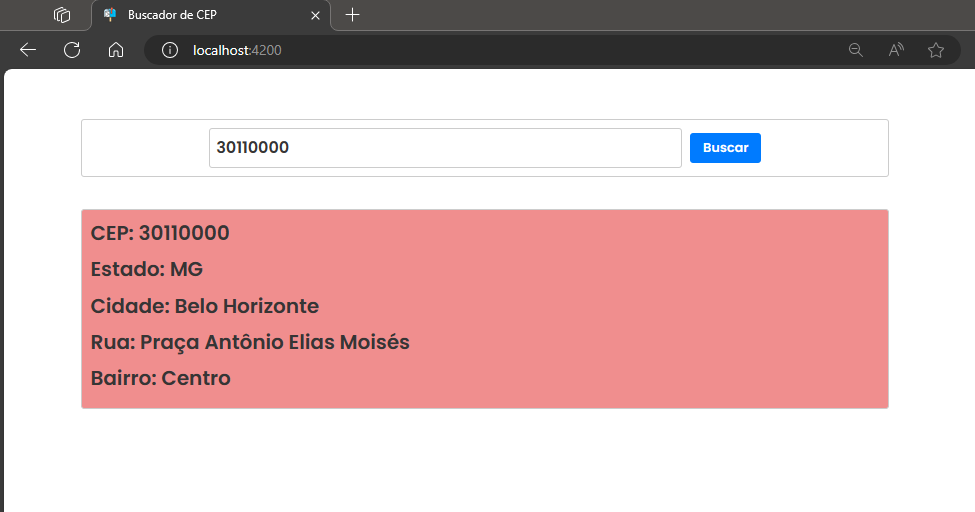 Buscador de CEP
localhost:4200
30110000
Buscar
CEP: 30110000
Estado: MG
Cidade: Belo Horizonte
Rua: Praça Antônio Elias Moisés
Bairro: Centro